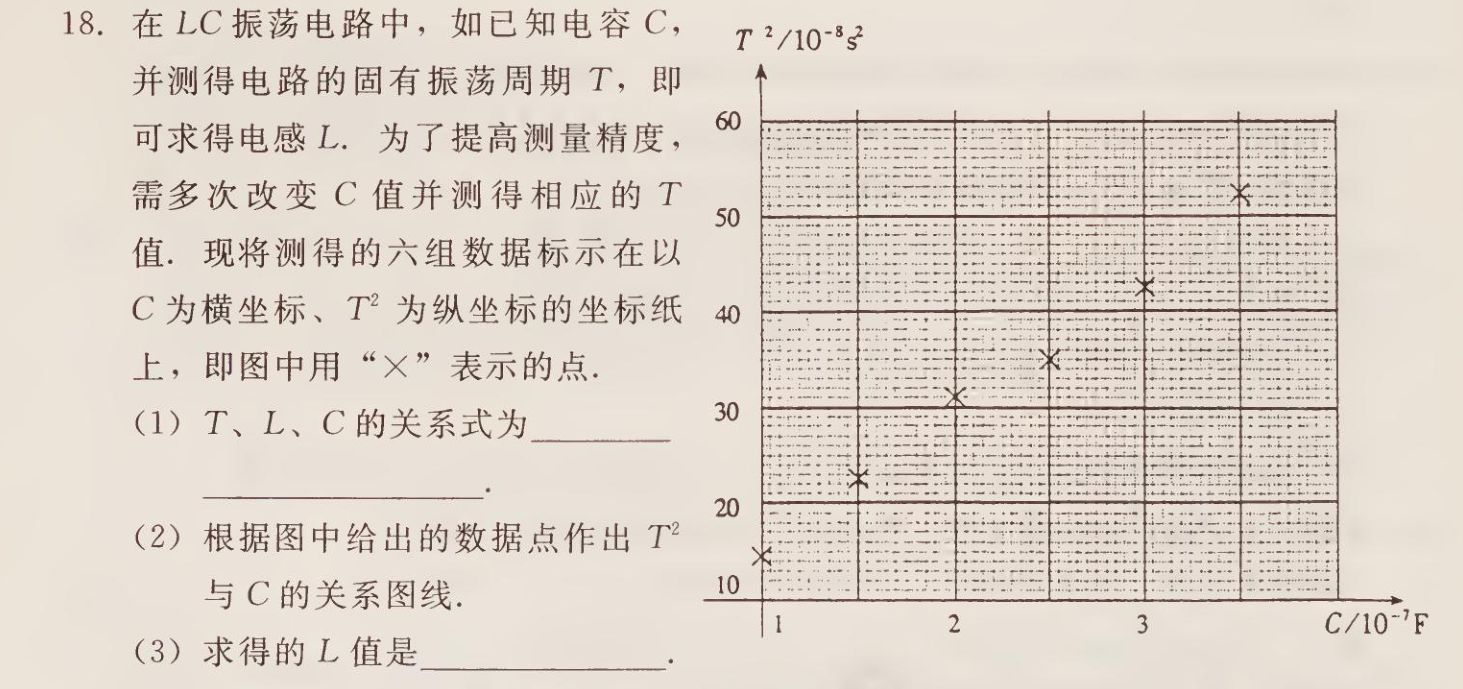 18. 在 LC 振荡电路中，如已知电容 C，
并测得电路的固有振荡周期 T，即
可求得电感 L. 为了提高测量精度，
需多次改变 C 值并测得相应的 T
值. 现将测得的六组数据标示在以
C 为横坐标、T² 为纵坐标的坐标纸
上，即图中用“×”表示的点.
(1) T、L、C 的关系式为________
________________.
(2) 根据图中给出的数据点作出 T²
与 C 的关系图线.
(3) 求得的 L 值是______________.
T ²/10⁻⁸s²
60
50
40
30
20
10
1
2
3
C/10⁻⁷F